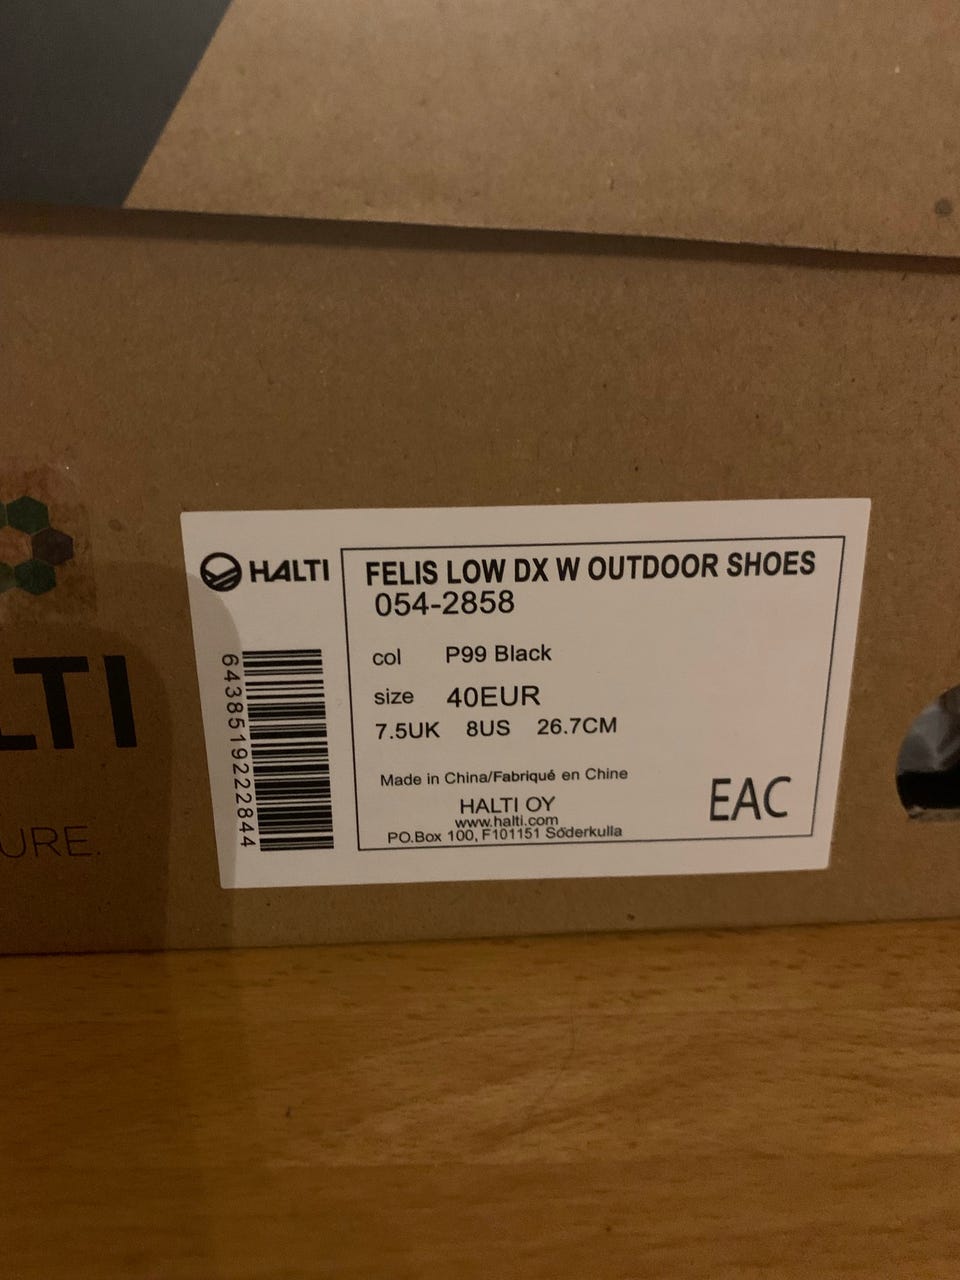 HALTI
FELIS LOW DX W OUTDOOR SHOES
054-2858
col P99 Black
size 40EUR
7.5UK 8US 26.7CM
Made in China/Fabriqué en Chine
HALTI OY
www.halti.com
PO.Box 100, F101151 Söderkulla
EAC
6438519222844
LTI
URE.